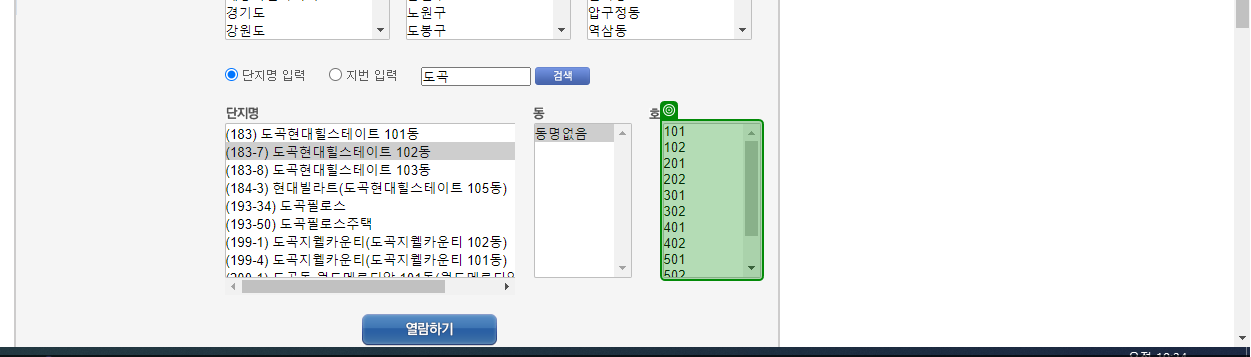 경기도
강원도
노원구
도봉구
압구정동
역삼동
단지명 입력 지번 입력 도곡 검색
단지명 동 호
(183) 도곡현대힐스테이트 101동
(183-7) 도곡현대힐스테이트 102동
(183-8) 도곡현대힐스테이트 103동
(184-3) 현대빌라트(도곡현대힐스테이트 105동)
(193-34) 도곡필로스
(193-50) 도곡필로스주택
(199-1) 도곡지웰카운티(도곡지웰카운티 102동)
(199-4) 도곡지웰카운티(도곡지웰카운티 101동)
동명없음
101
102
201
202
301
302
401
402
501
502
열람하기